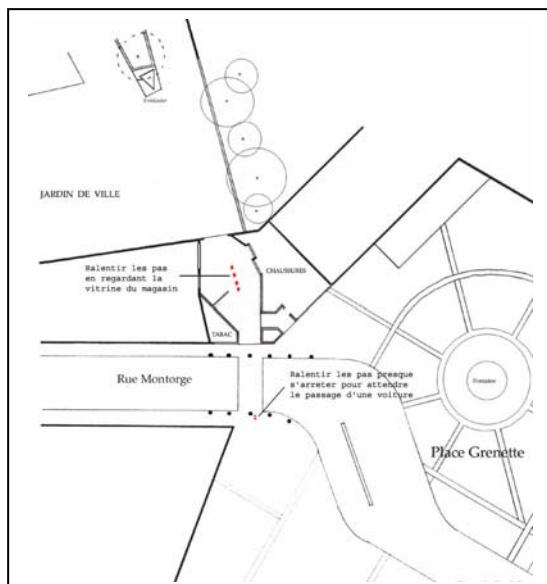 JARDIN DE VILLE
Ralentir les pas
en regardant la
vitrine du magasin
CHAUSSURES
TABAC
Rue Montorge
Ralentir les pas presque
s'arreter pour attendre
le passage d'une voiture
Fontaine
Place Grenette